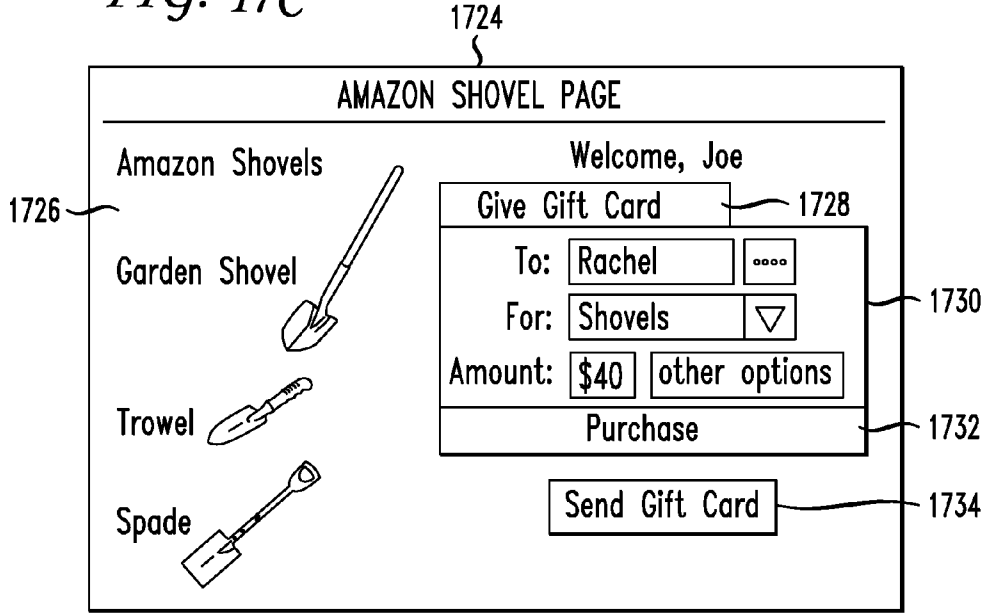 FIG. 17C
1724
AMAZON SHOVEL PAGE
Amazon Shovels
Welcome, Joe
1726
Give Gift Card
1728
Garden Shovel
To: Rachel
1730
For: Shovels
Amount: $40 other options
Trowel
Purchase
1732
Spade
Send Gift Card
1734